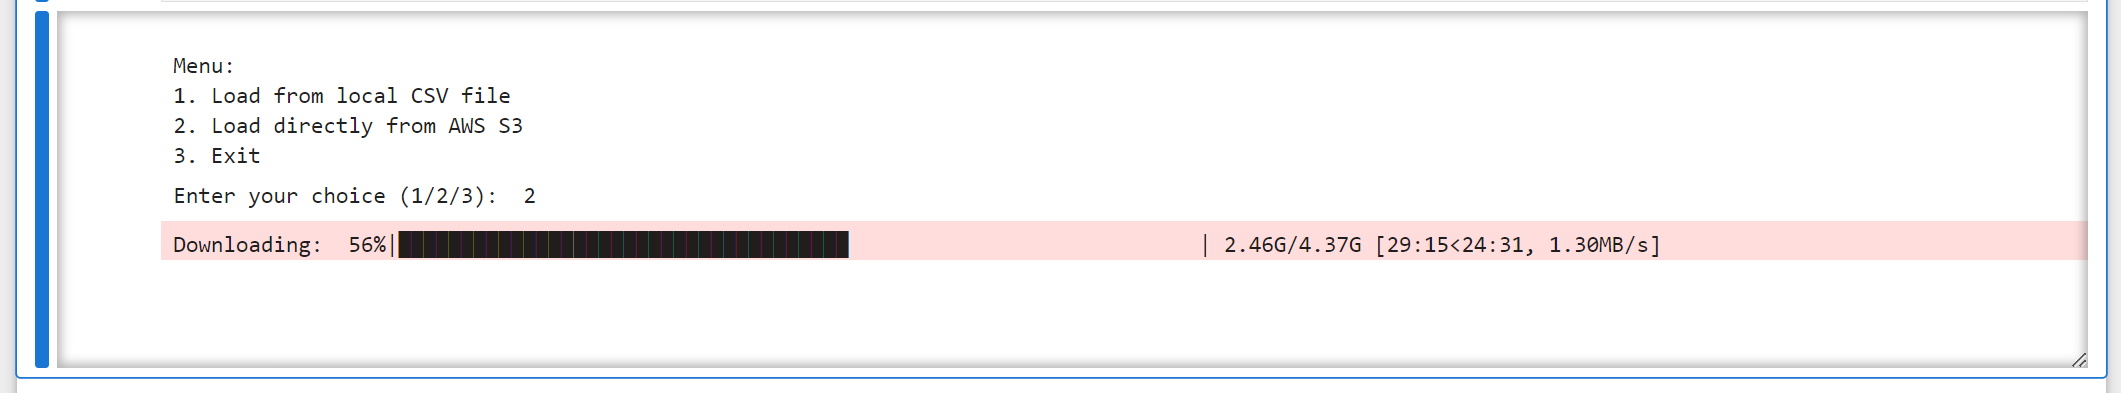 Menu:
1. Load from local CSV file
2. Load directly from AWS S3
3. Exit
Enter your choice (1/2/3):  2
Downloading:  56%|████████████████████████████████████                            | 2.46G/4.37G [29:15<24:31, 1.30MB/s]